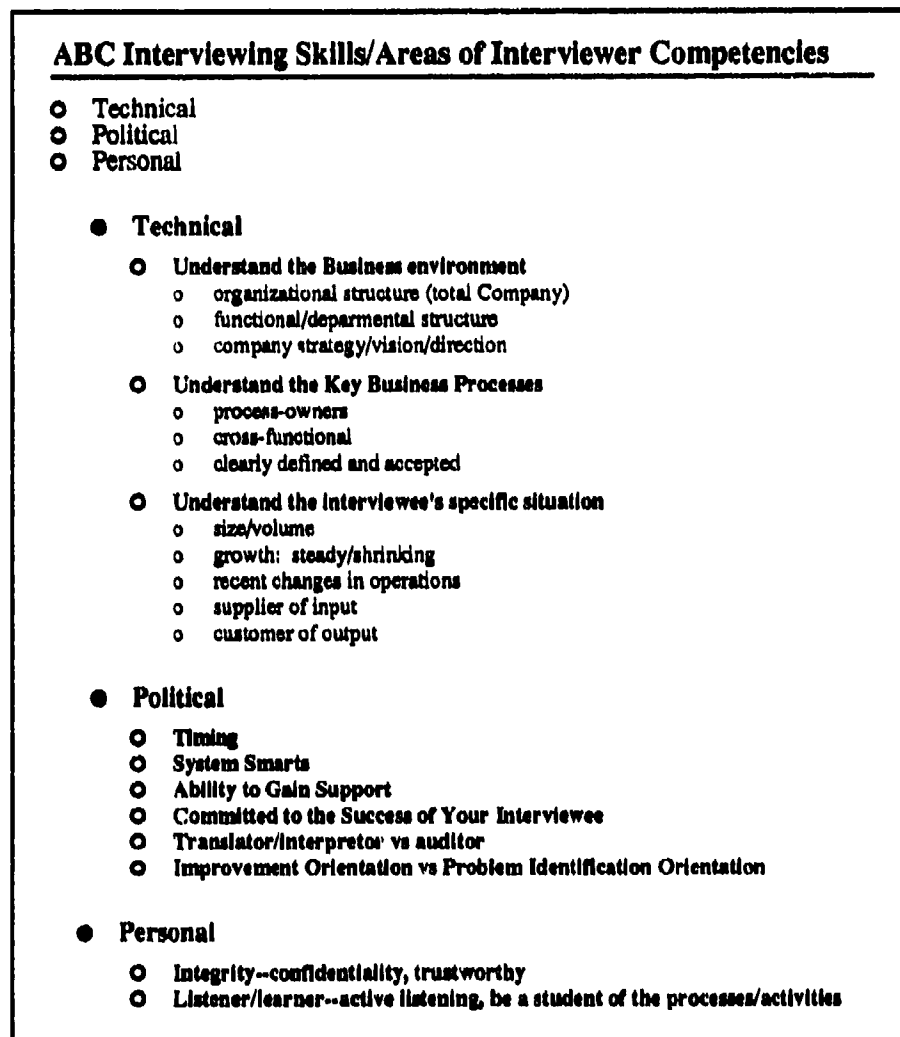 ABC Interviewing Skills/Areas of Interviewer Competencies
Technical
Political
Personal
Technical
Understand the Business environment
organizational structure (total Company)
functional/deparmental structure
company strategy/vision/direction
Understand the Key Business Processes
process-owners
cross-functional
clearly defined and accepted
Understand the interviewee's specific situation
size/volume
growth: steady/shrinking
recent changes in operations
supplier of input
customer of output
Political
Timing
System Smarts
Ability to Gain Support
Committed to the Success of Your Interviewee
Translator/interpretor vs auditor
Improvement Orientation vs Problem Identification Orientation
Personal
Integrity--confidentiality, trustworthy
Listener/learner--active listening, be a student of the processes/activities